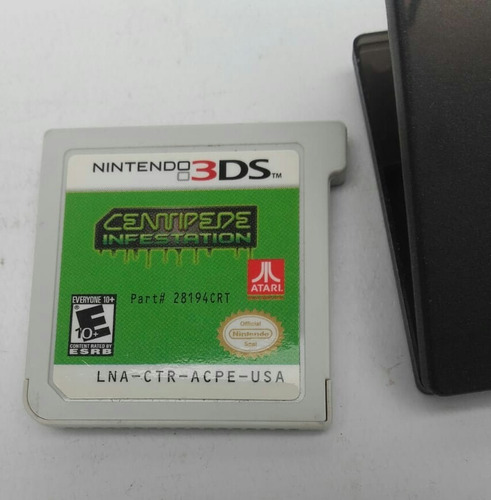 NINTENDO 3DS™
CENTIPEDE
INFESTATION
ATARI®
EVERYONE 10+
E
10+
CONTENT RATED BY
ESRB
Part# 28194CRT
Official
Nintendo
Seal
LNA-CTR-ACPE-USA